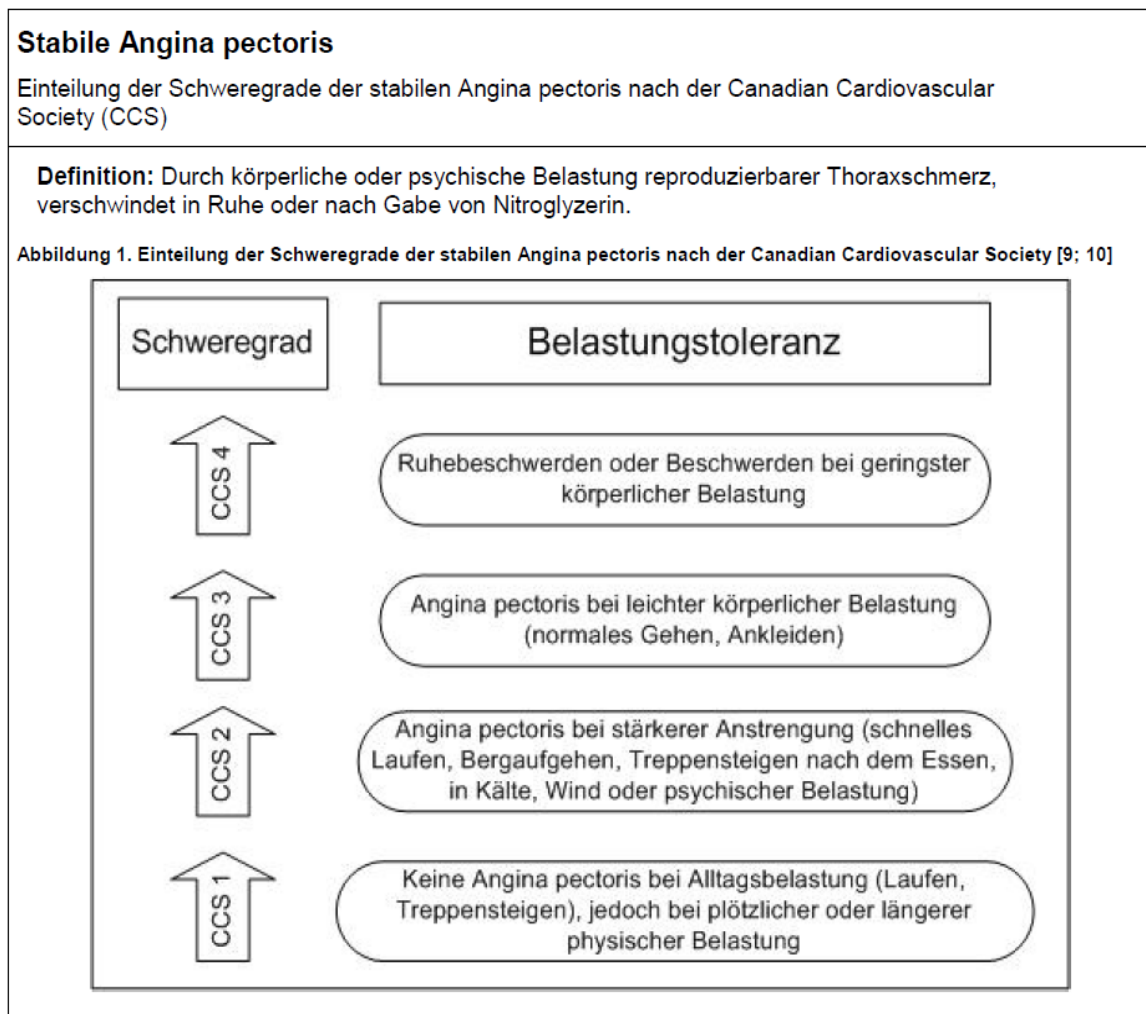 Stabile Angina pectoris
Einteilung der Schweregrade der stabilen Angina pectoris nach der Canadian Cardiovascular
Society (CCS)
Definition: Durch körperliche oder psychische Belastung reproduzierbarer Thoraxschmerz,
verschwindet in Ruhe oder nach Gabe von Nitroglyzerin.
Abbildung 1. Einteilung der Schweregrade der stabilen Angina pectoris nach der Canadian Cardiovascular Society [9; 10]
Schweregrad
Belastungstoleranz
CCS 4
Ruhebeschwerden oder Beschwerden bei geringster
körperlicher Belastung
CCS 3
Angina pectoris bei leichter körperlicher Belastung
(normales Gehen, Ankleiden)
CCS 2
Angina pectoris bei stärkerer Anstrengung (schnelles
Laufen, Bergaufgehen, Treppensteigen nach dem Essen,
in Kälte, Wind oder psychischer Belastung)
CCS 1
Keine Angina pectoris bei Alltagsbelastung (Laufen,
Treppensteigen), jedoch bei plötzlicher oder längerer
physischer Belastung